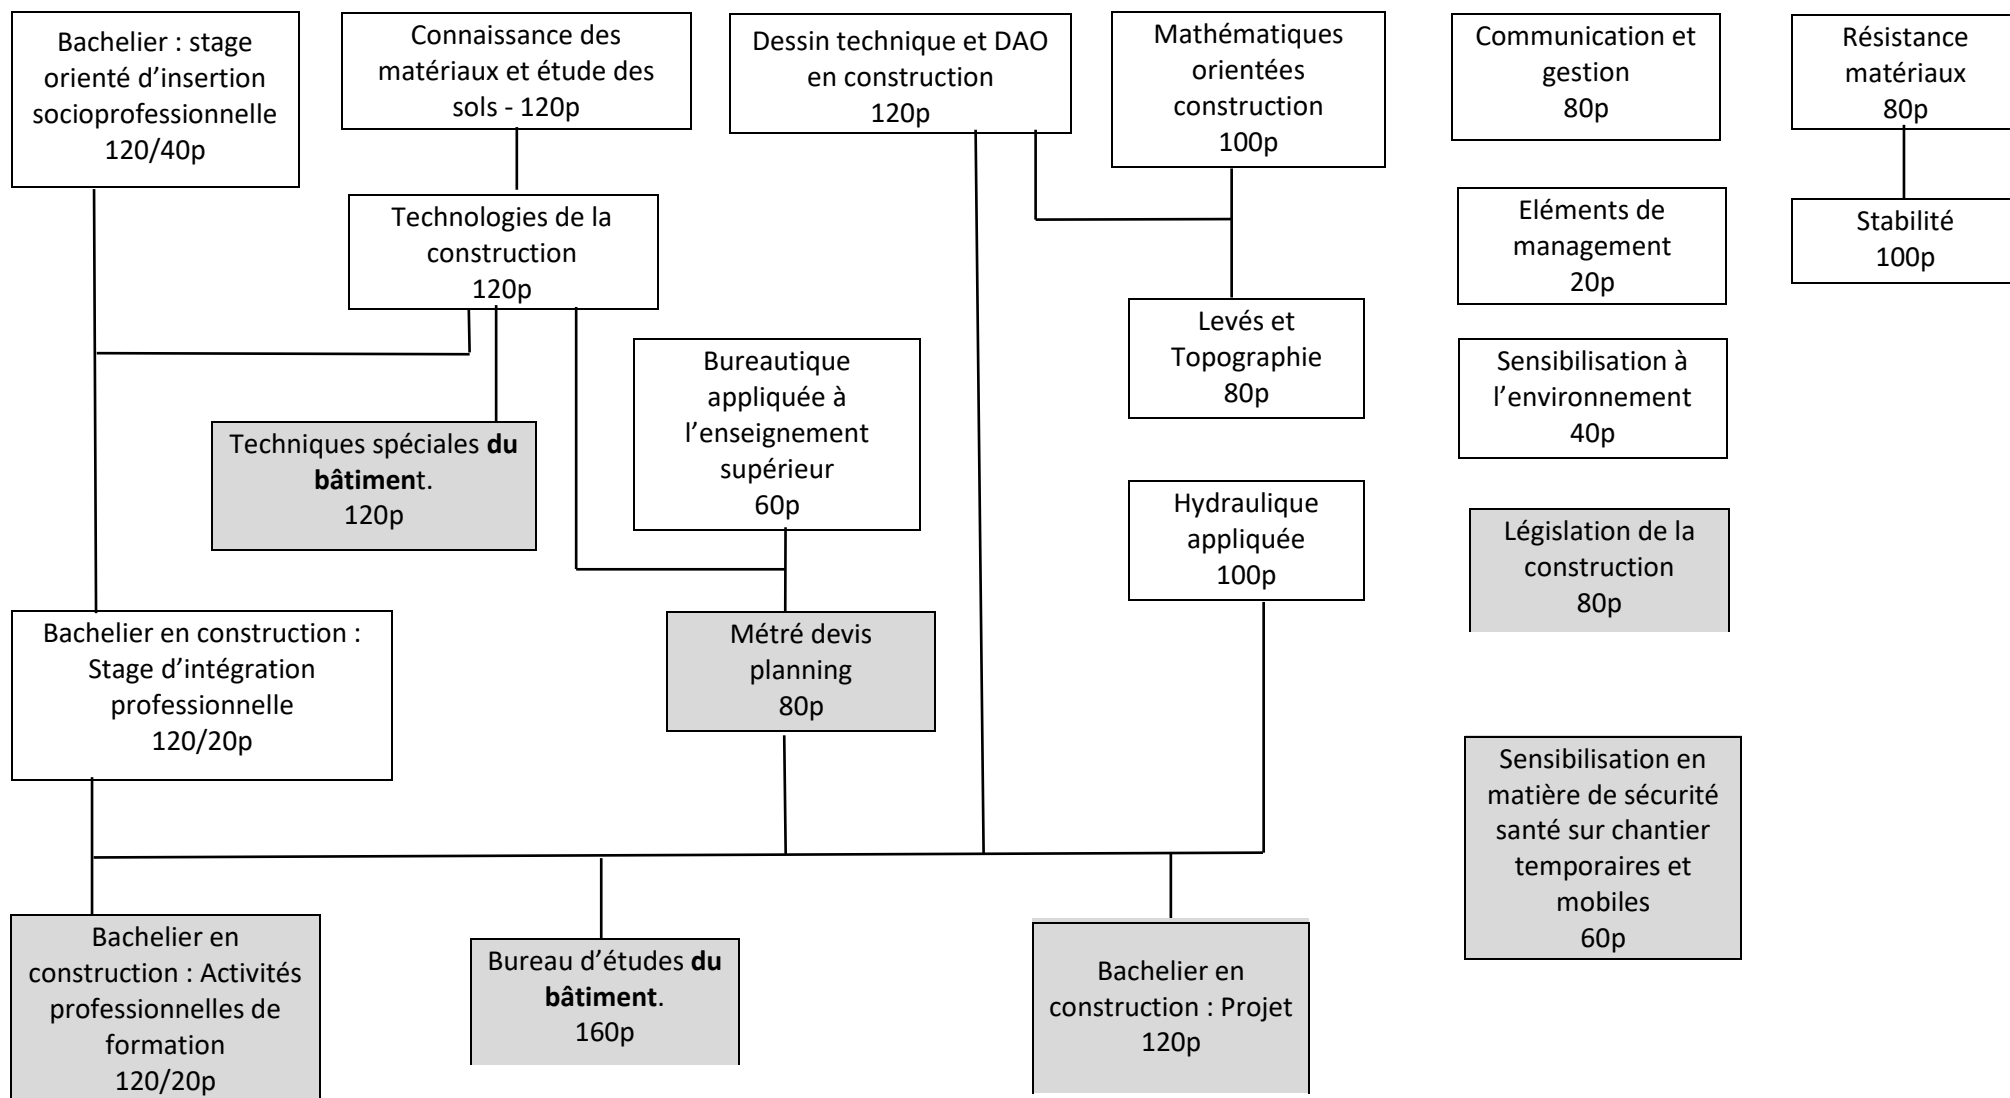 Bachelier : stage
orienté d'insertion
socioprofessionnelle
120/40p
Connaissance des
matériaux et étude des
sols - 120p
Dessin technique et DAO
en construction
120p
Mathématiques
orientées
construction
100p
Communication et
gestion
80p
Résistance
matériaux
80p
Technologies de la
construction
120p
Eléments de
management
20p
Stabilité
100p
Levés et
Topographie
80p
Bureautique
appliquée à
l'enseignement
supérieur
60p
Sensibilisation à
l'environnement
40p
Techniques spéciales du
bâtiment.
120p
Hydraulique
appliquée
100p
Législation de la
construction
80p
Bachelier en construction :
Stage d'intégration
professionnelle
120/20p
Métré devis
planning
80p
Sensibilisation en
matière de sécurité
santé sur chantier
temporaires et
mobiles
60p
Bachelier en
construction : Activités
professionnelles de
formation
120/20p
Bureau d'études du
bâtiment.
160p
Bachelier en
construction : Projet
120p